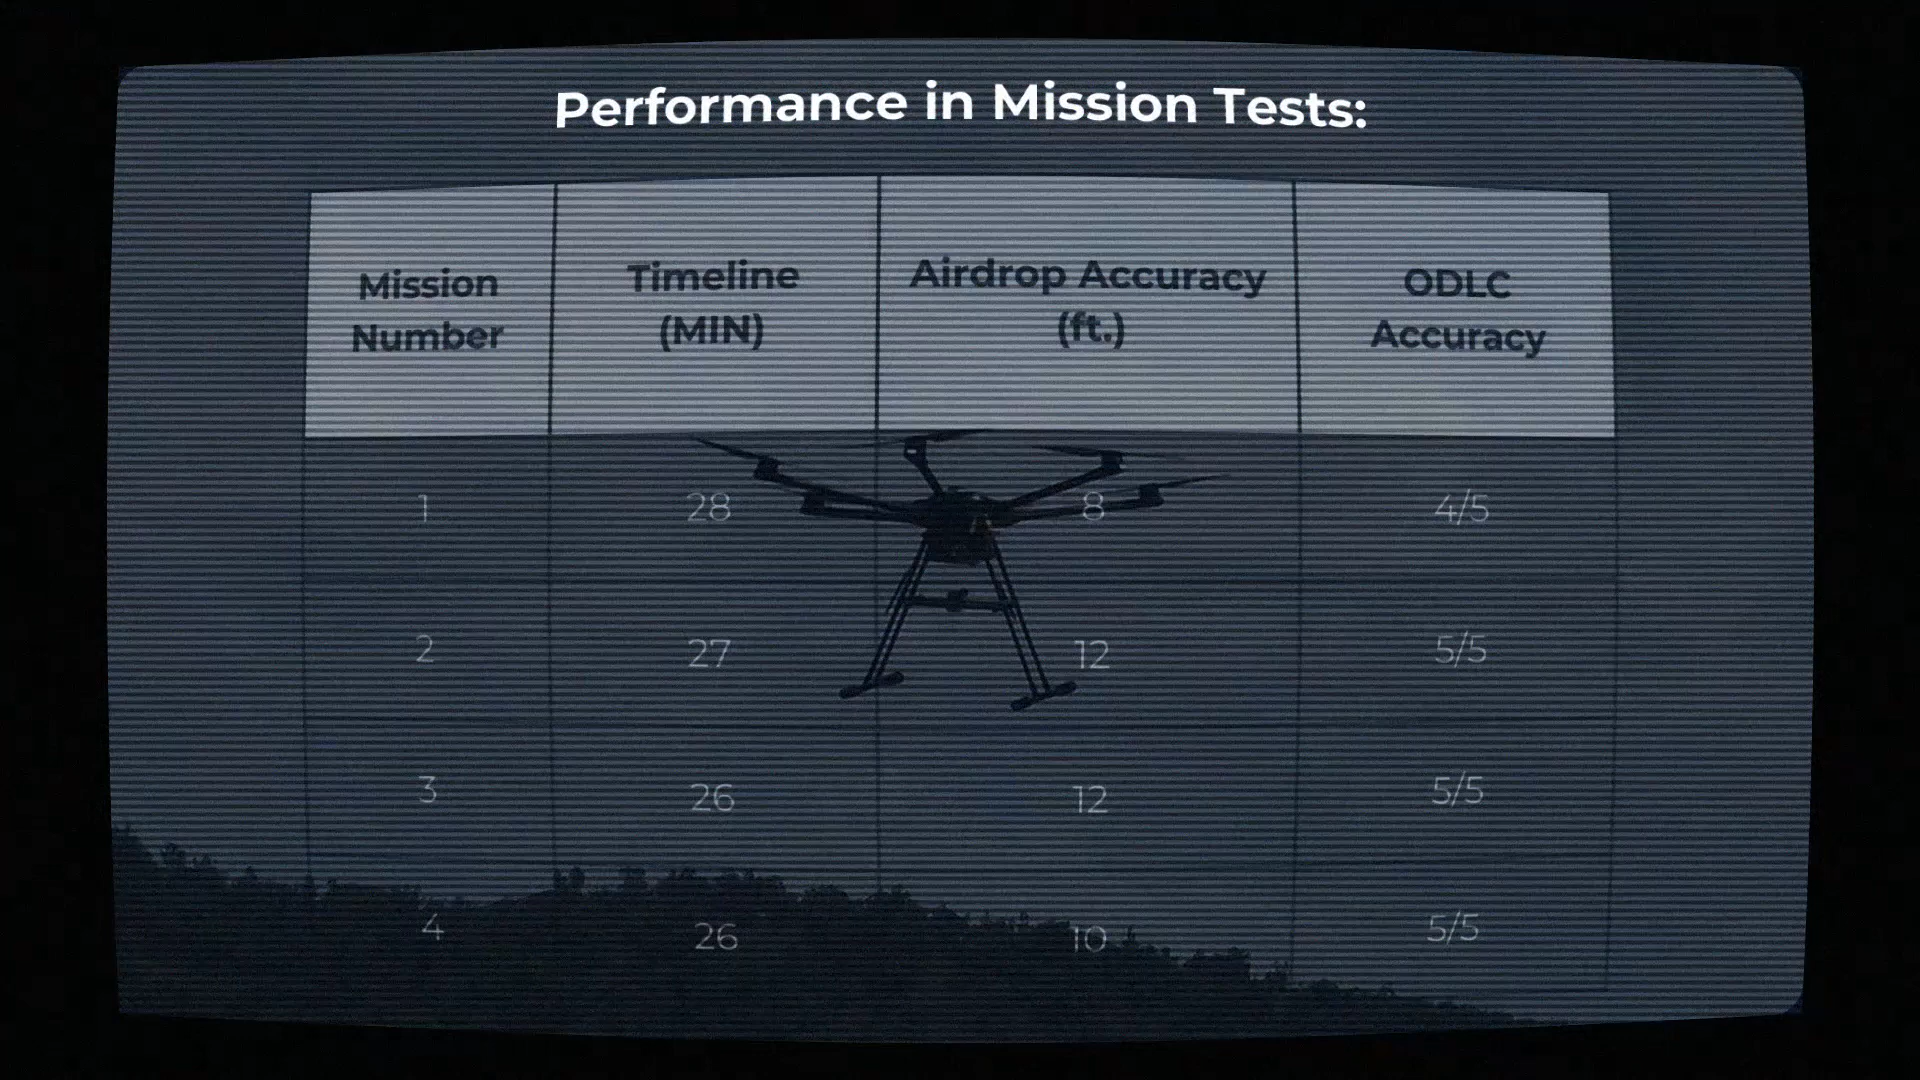 Performance in Mission Tests:
Mission Number
Timeline (MIN)
Airdrop Accuracy (ft.)
ODLC Accuracy
1 28 8 4/5
2 27 12 5/5
3 26 12 5/5
4 26 10 5/5